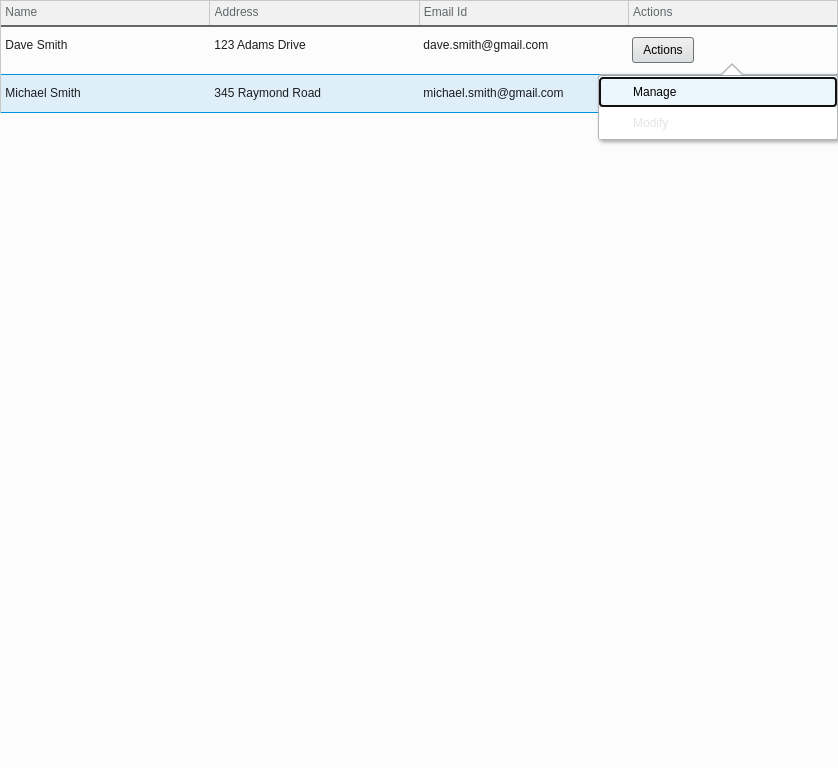 Name Address Email Id Actions
Dave Smith 123 Adams Drive dave.smith@gmail.com Actions
Michael Smith 345 Raymond Road michael.smith@gmail.com Manage
Modify